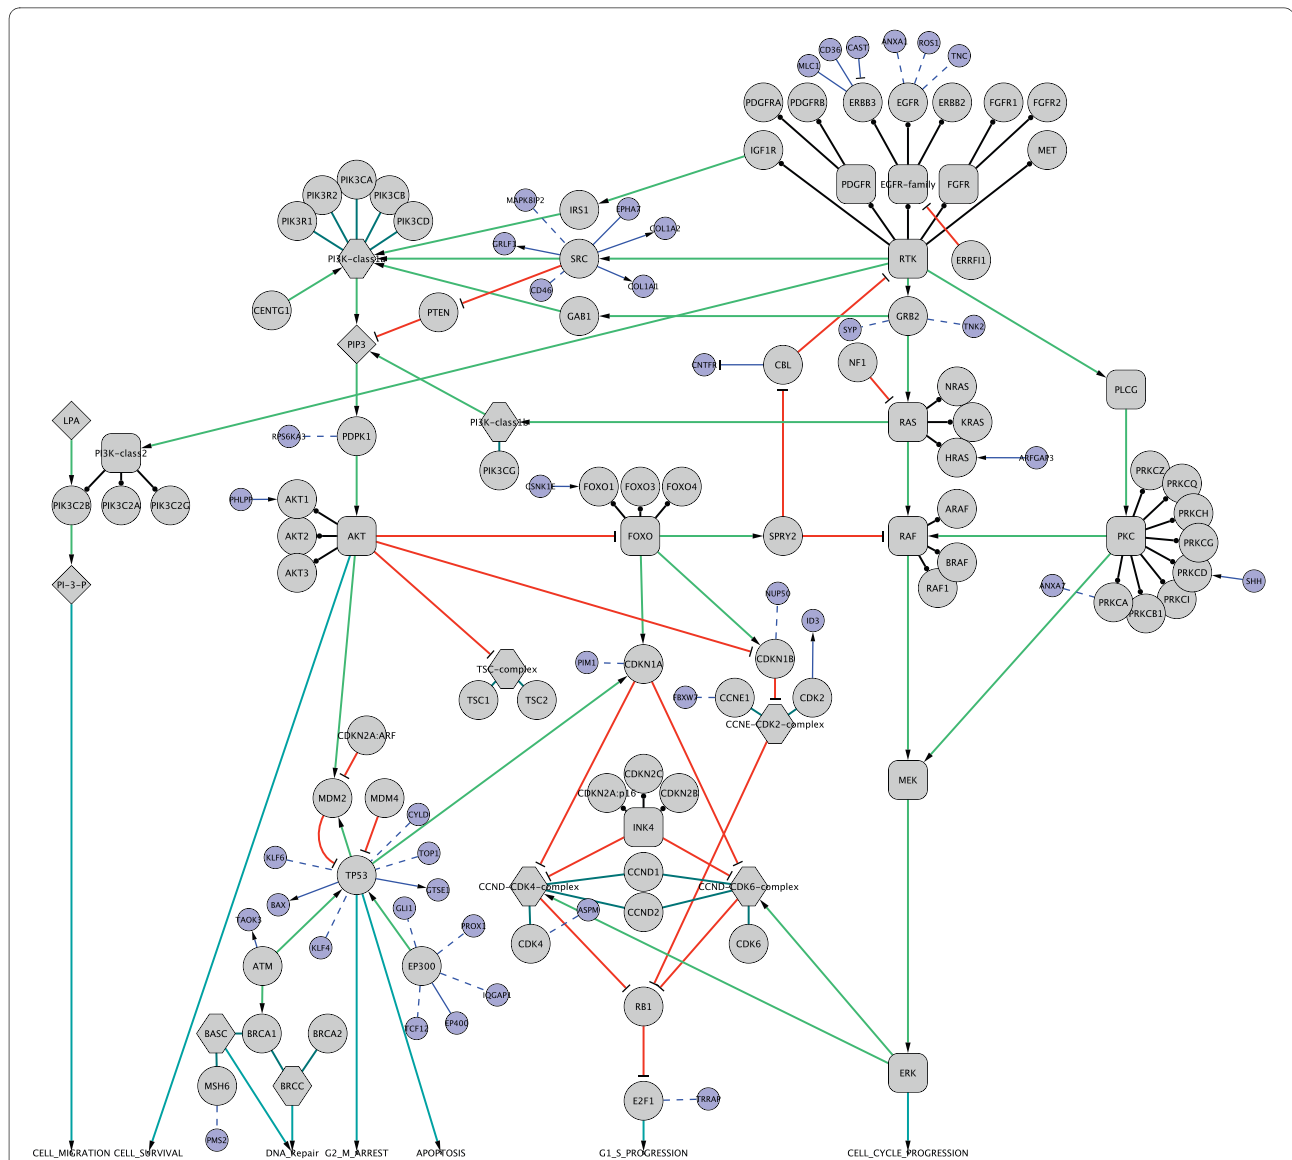 ANXA1
ROS1
CD36
CAST
TNC
MLC1
PDGFRA
PDGFRB
ERBB3
EGFR
ERBB2
FGFR1
FGFR2
IGF1R
MET
PIK3CA
PIK3R2
PIK3CB
PDGFR
EGFR-family
FGFR
PIK3R1
PIK3CD
MAPK8IP2
IRS1
EPHA7
COL1A2
GRLF1
PI3K-class1a
SRC
RTK
ERRFI1
CD46
COL1A1
CENTG1
PTEN
GAB1
GRB2
SYP
TNK2
PIP3
CNTFR
CBL
NF1
NRAS
PLCG
LPA
RPS6KA3
PDPK1
PI3K-class1b
RAS
KRAS
PI3K-class2
HRAS
ARFGAP3
PIK3CG
PRKCZ
PRKCQ
CSNK1E
FOXO1
FOXO3
FOXO4
PIK3C2B
PIK3C2A
PIK3C2G
PHLPP
AKT1
ARAF
PRKCH
AKT2
AKT
FOXO
SPRY2
RAF
PKC
PRKCG
AKT3
BRAF
PRKCD
SHH
PI-3-P
RAF1
ANXA2
PRKCA
PRKCB1
PRKCI
NUP50
ID3
PIM1
CDKN1A
CDKN1B
TSC-complex
TSC1
TSC2
FBXW7
CCNE1
CDK2
CCNE-CDK2-complex
CDKN2A:ARF
CDKN2C
MEK
MDM2
MDM4
CDKN2A:p16
CDKN2B
CYLD
INK4
KLF6
TOP1
TP53
CCND1
GTSE1
CCND-CDK4-complex
CCND-CDK6-complex
BAX
GLI1
ASPM
CCND2
TAOK3
PROX1
KLF4
CDK4
CDK6
ATM
EP300
IQGAP1
RB1
TCF12
EP400
BASC
BRCA1
BRCA2
MSH6
BRCC
ERK
E2F1
TRRAP
PMS2
CELL_MIGRATION
CELL_SURVIVAL
DNA_Repair
G2_M_ARREST
APOPTOSIS
G1_S_PROGRESSION
CELL_CYCLE_PROGRESSION